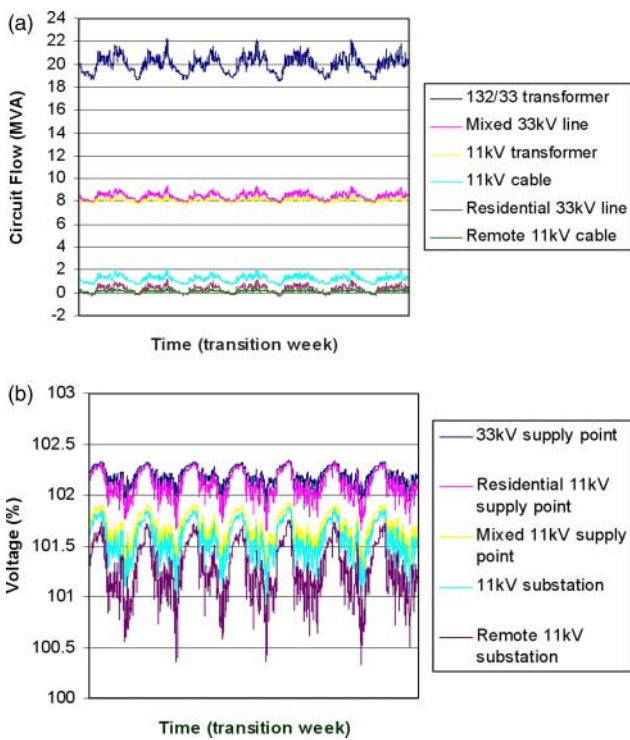 (a)
24
22
20
18
16
14
12
10
8
6
4
2
0
-2
Circuit Flow (MVA)
Time (transition week)
132/33 transformer
Mixed 33kV line
11kV transformer
11kV cable
Residential 33kV line
Remote 11kV cable
(b)
103
102.5
102
101.5
101
100.5
100
Voltage (%)
Time (transition week)
33kV supply point
Residential 11kV
supply point
Mixed 11kV supply
point
11kV substation
Remote 11kV
substation